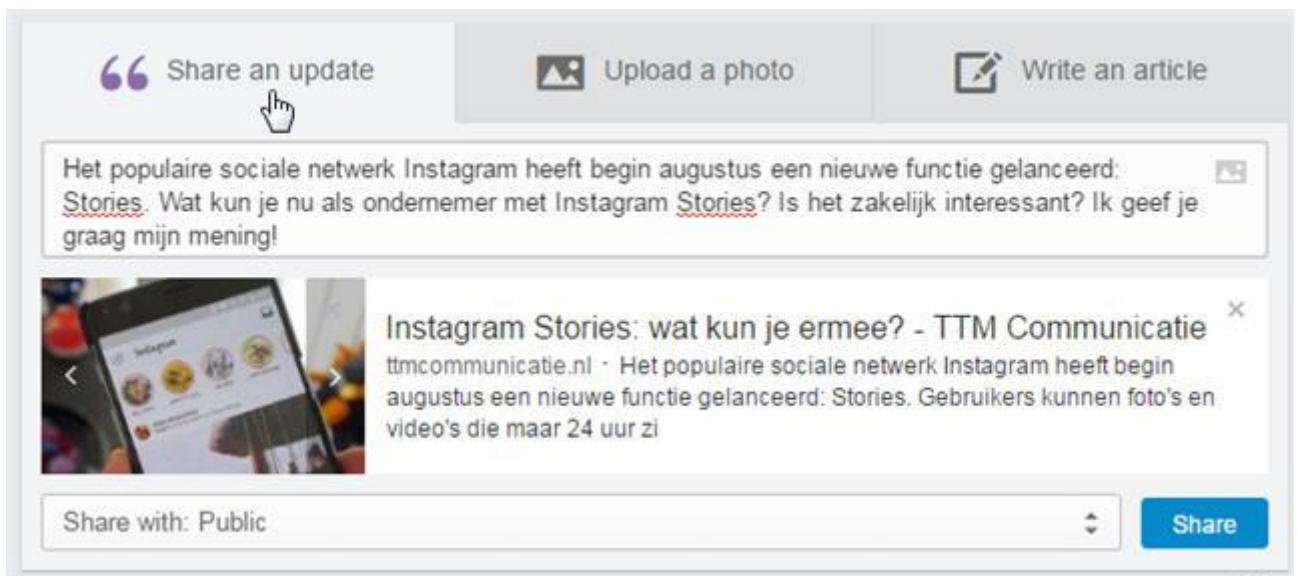 Share an update
Upload a photo
Write an article
Het populaire sociale netwerk Instagram heeft begin augustus een nieuwe functie gelanceerd:
Stories. Wat kun je nu als ondernemer met Instagram Stories? Is het zakelijk interessant? Ik geef je
graag mijn mening!
Instagram
Instagram Stories: wat kun je ermee? - TTM Communicatie
ttmcommunicatie.nl · Het populaire sociale netwerk Instagram heeft begin
augustus een nieuwe functie gelanceerd: Stories. Gebruikers kunnen foto's en
video's die maar 24 uur zi
Share with: Public
Share